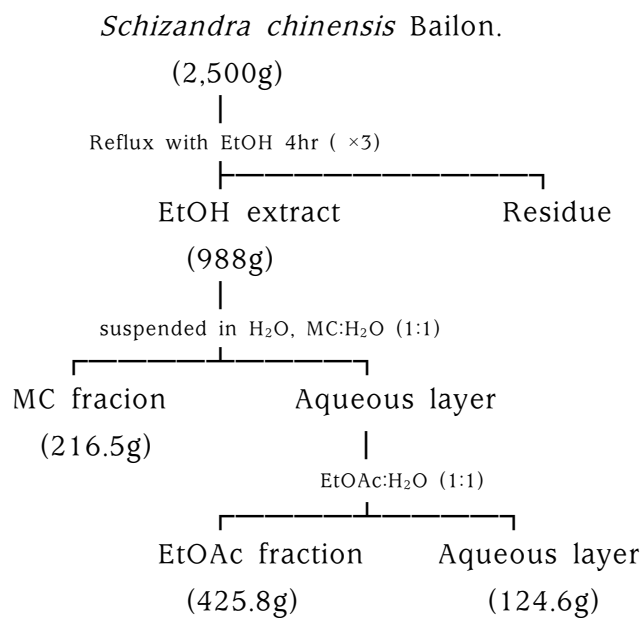 Schizandra chinensis Bailon.
(2,500g)
Reflux with EtOH 4hr ( ×3)
EtOH extract Residue
(988g)
suspended in H₂O, MC:H₂O (1:1)
MC fracion Aqueous layer
(216.5g)
EtOAc:H₂O (1:1)
EtOAc fraction Aqueous layer
(425.8g) (124.6g)